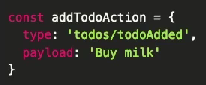 const addTodoAction = {
  type: 'todos/todoAdded',
  payload: 'Buy milk'
}